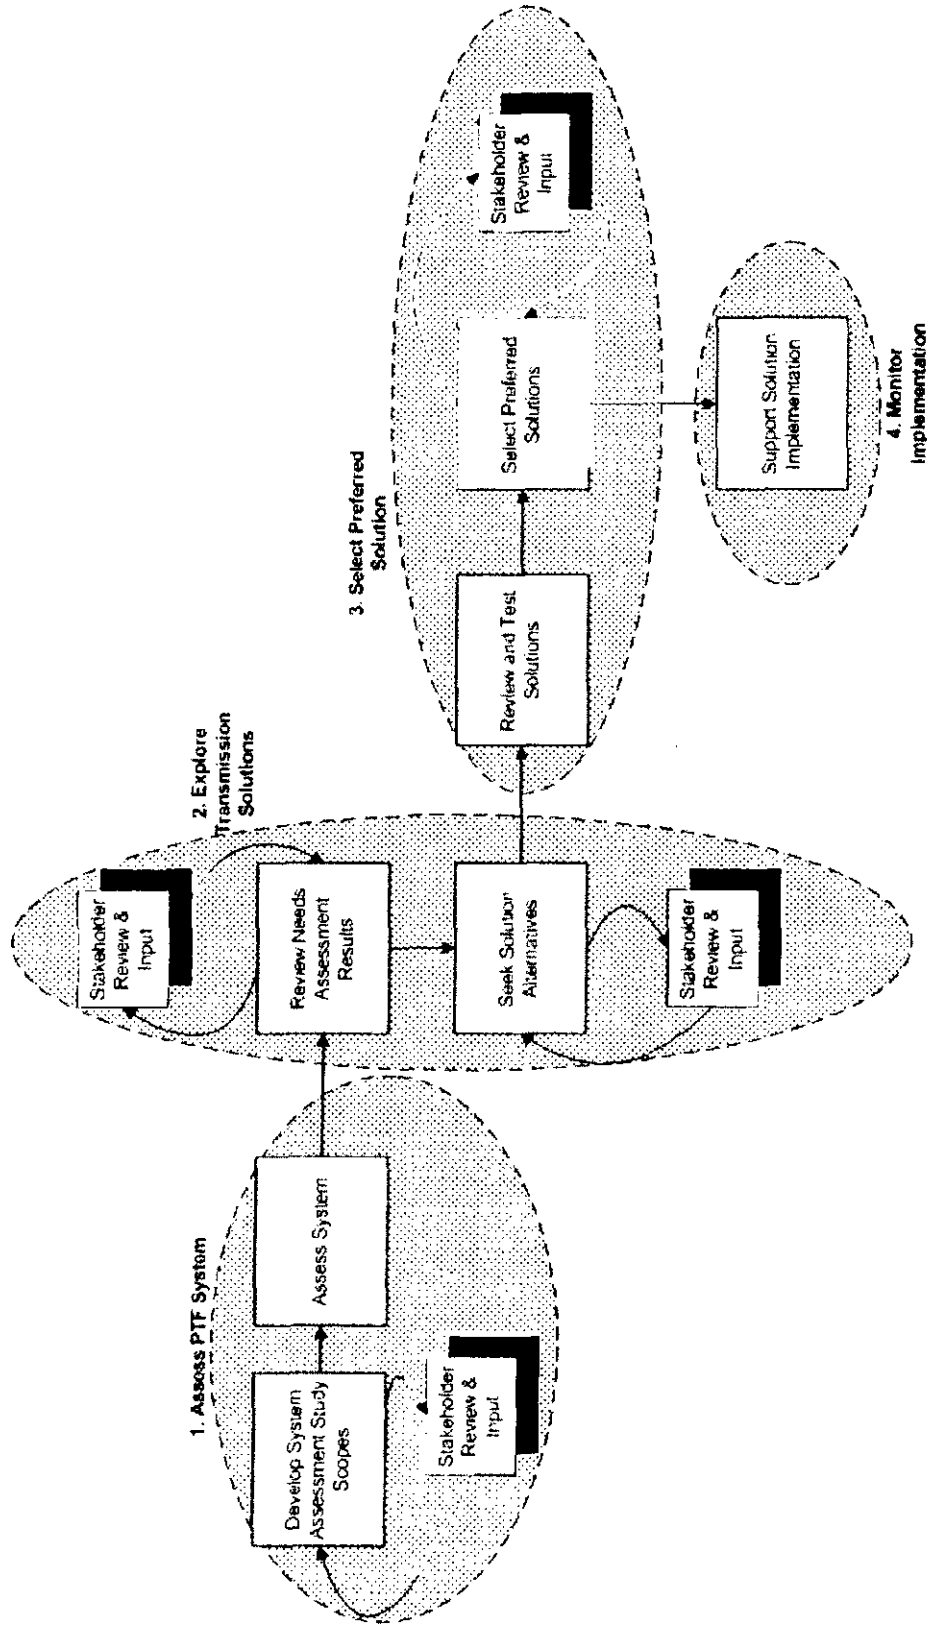 1. Assess PTF System
Develop System
Assessment Study
Scopes
Assess System
Stakeholder
Review &
Input
2. Explore
Transmission
Solutions
Stakeholder
Review &
Input
Review Needs
Assessment
Results
Seek Solution
Alternatives
Stakeholder
Review &
Input
3. Select Preferred
Solution
Review and Test
Solutions
Select Preferred
Solutions
Stakeholder
Review &
Input
Support Solution
Implementation
4. Monitor
Implementation